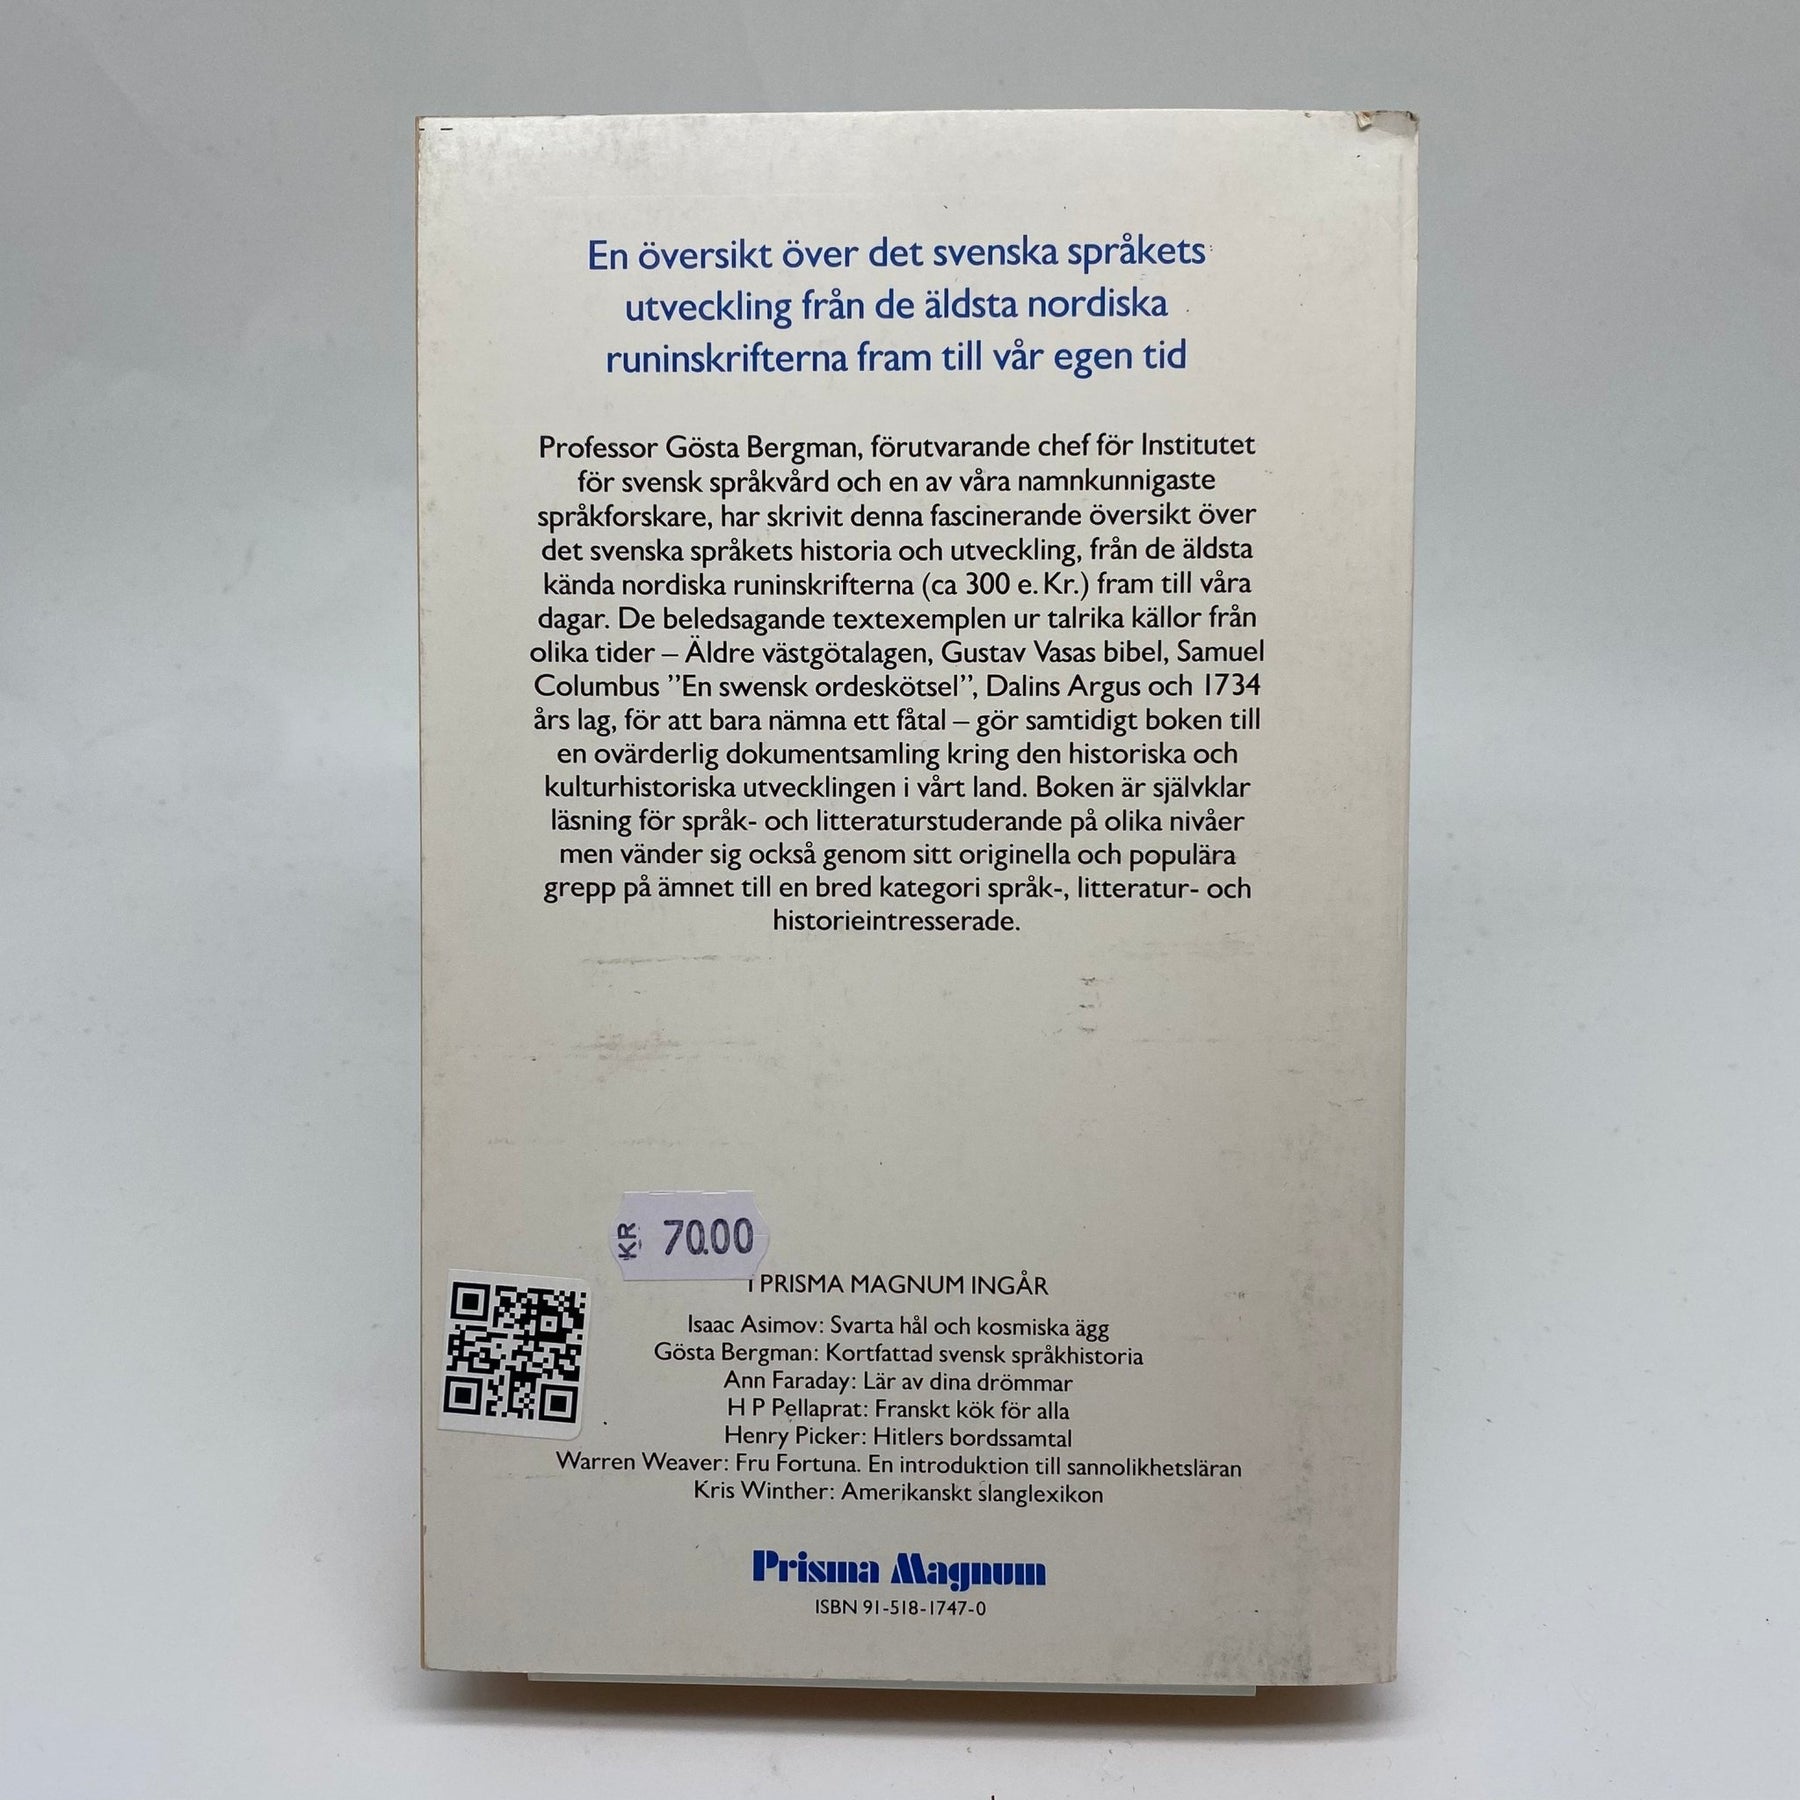 En översikt över det svenska språkets
utveckling från de äldsta nordiska
runinskrifterna fram till vår egen tid
Professor Gösta Bergman, förutvarande chef för Institutet
för svensk språkvård och en av våra namnkunnigaste
språkforskare, har skrivit denna fascinerande översikt över
det svenska språkets historia och utveckling, från de äldsta
kända nordiska runinskrifterna (ca 300 e. Kr.) fram till våra
dagar. De beledsagande textexemplen ur talrika källor från
olika tider – Äldre västgötalagen, Gustav Vasas bibel, Samuel
Columbus ”En swensk ordeskötsel”, Dalins Argus och 1734
års lag, för att bara nämna ett fåtal – gör samtidigt boken till
en ovärderlig dokumentsamling kring den historiska och
kulturhistoriska utvecklingen i vårt land. Boken är självklar
läsning för språk- och litteraturstuderande på olika nivåer
men vänder sig också genom sitt originella och populära
grepp på ämnet till en bred kategori språk-, litteratur- och
historieintresserade.
KR 70.00
I PRISMA MAGNUM INGÅR
Isaac Asimov: Svarta hål och kosmiska ägg
Gösta Bergman: Kortfattad svensk språkhistoria
Ann Faraday: Lär av dina drömmar
H P Pellaprat: Franskt kök för alla
Henry Picker: Hitlers bordssamtal
Warren Weaver: Fru Fortuna. En introduktion till sannolikhetsläran
Kris Winther: Amerikanskt slanglexikon
Prisma Magnum
ISBN 91-518-1747-0